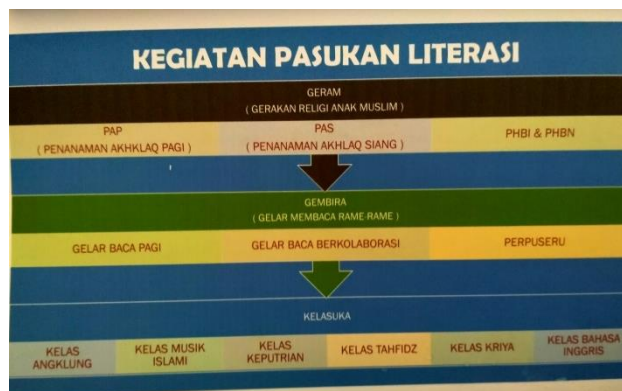 KEGIATAN PASUKAN LITERASI
GERAM
( GERAKAN RELIGI ANAK MUSLIM )
PAP
( PENANAMAN AKHKLAQ PAGI )
PAS
( PENANAMAN AKHLAQ SIANG )
PHBI & PHBN
GEMBIRA
( GELAR MEMBACA RAME-RAME )
GELAR BACA PAGI
GELAR BACA BERKOLABORASI
PERPUSERU
KELASUKA
KELAS
ANGKLUNG
KELAS MUSIK
ISLAMI
KELAS
KEPUTRIAN
KELAS TAHFIDZ
KELAS KRIYA
KELAS BAHASA
INGGRIS